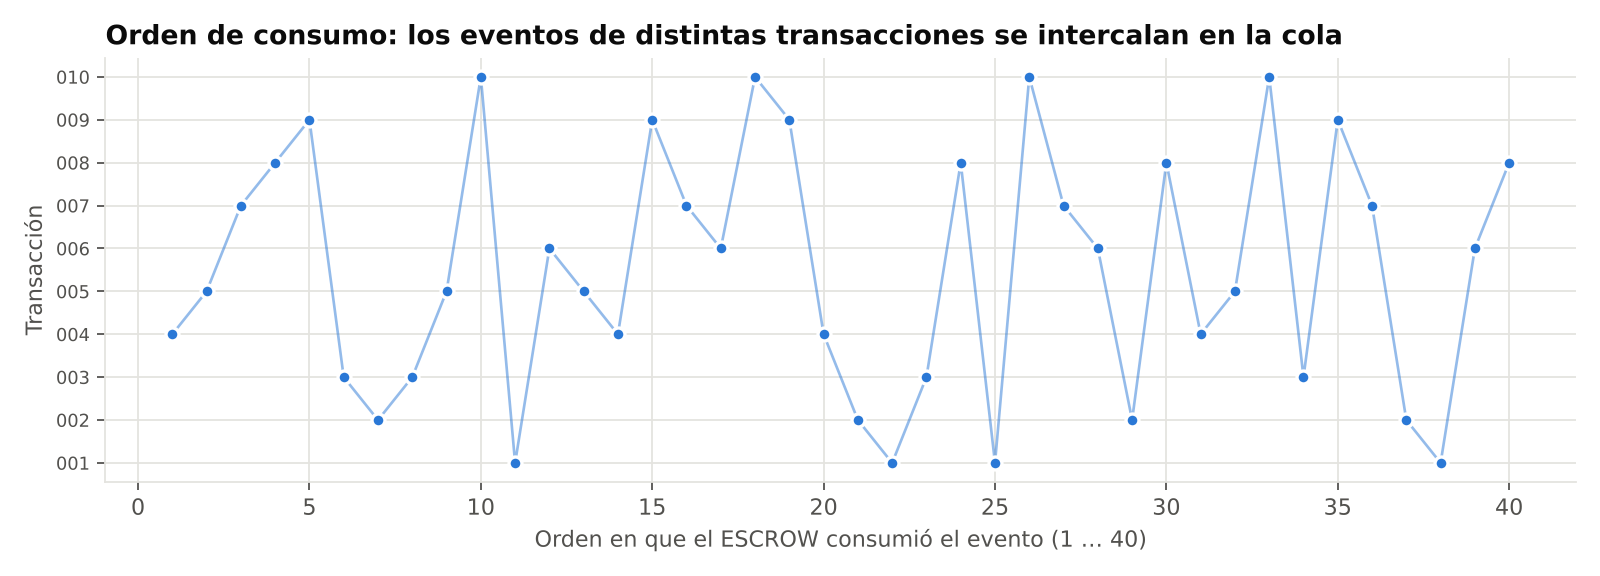 Orden de consumo: los eventos de distintas transacciones se intercalan en la cola
Transacción
010
009
008
007
006
005
004
003
002
001
0 5 10 15 20 25 30 35 40
Orden en que el ESCROW consumió el evento (1 … 40)